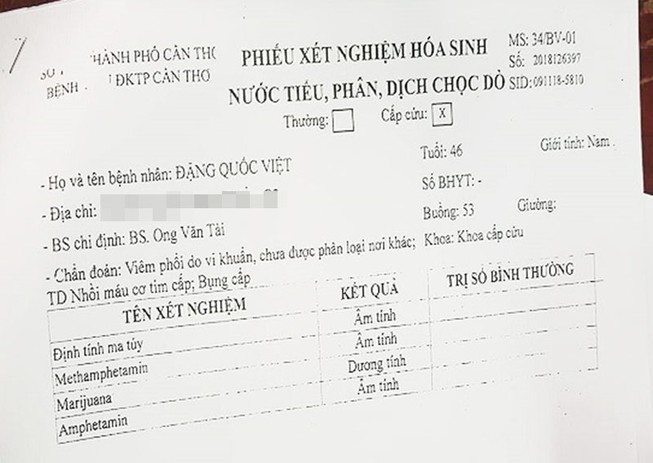 THÀNH PHỐ CẦN THƠ
BỆNH ĐKTP CẦN THƠ
PHIẾU XÉT NGHIỆM HÓA SINH
NƯỚC TIỂU, PHÂN, DỊCH CHỌC DÒ
Thường: Cấp cứu: X
MS: 34/BV-01
Số: 2018126397
SID: 091118-5810
- Họ và tên bệnh nhân: ĐẶNG QUỐC VIỆT Tuổi: 46 Giới tính: Nam .
- Địa chỉ: Số BHYT: -
- BS chỉ định: BS. Ong Văn Tài Buồng: 53 Giường:
- Chẩn đoán: Viêm phổi do vi khuẩn, chưa được phân loại nơi khác; Khoa: Khoa cấp cứu
TD Nhồi máu cơ tim cấp; Bụng cấp
TÊN XÉT NGHIỆM KẾT QUẢ TRỊ SỐ BÌNH THƯỜNG
Định tính ma túy Âm tính
Methamphetamin Âm tính
Marijuana Dương tính
Amphetamin Âm tính